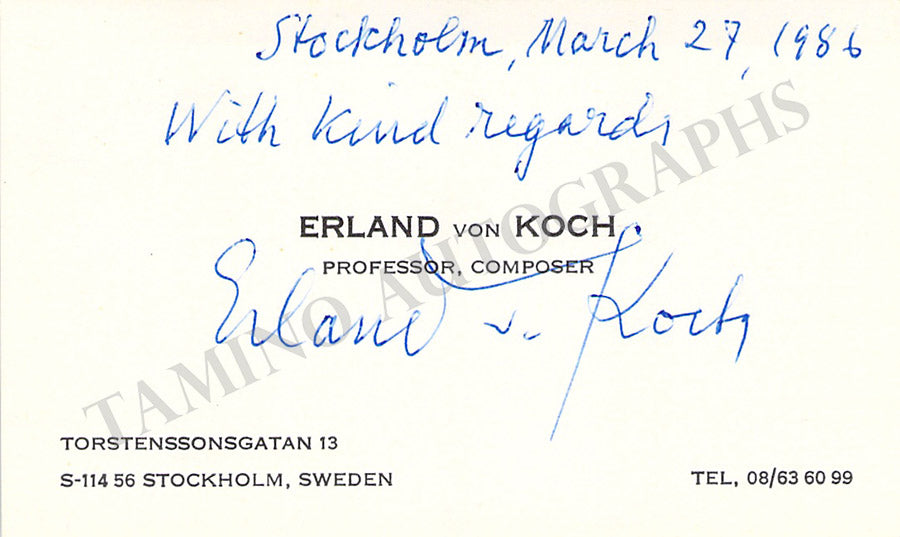 Stockholm, March 27, 1986
With kind regards
ERLAND VON KOCH
PROFESSOR, COMPOSER
Erland v. Koch
TAMINO AUTOGRAPHS
TORSTENSSONSGATAN 13
S-114 56 STOCKHOLM, SWEDEN
TEL, 08/63 60 99